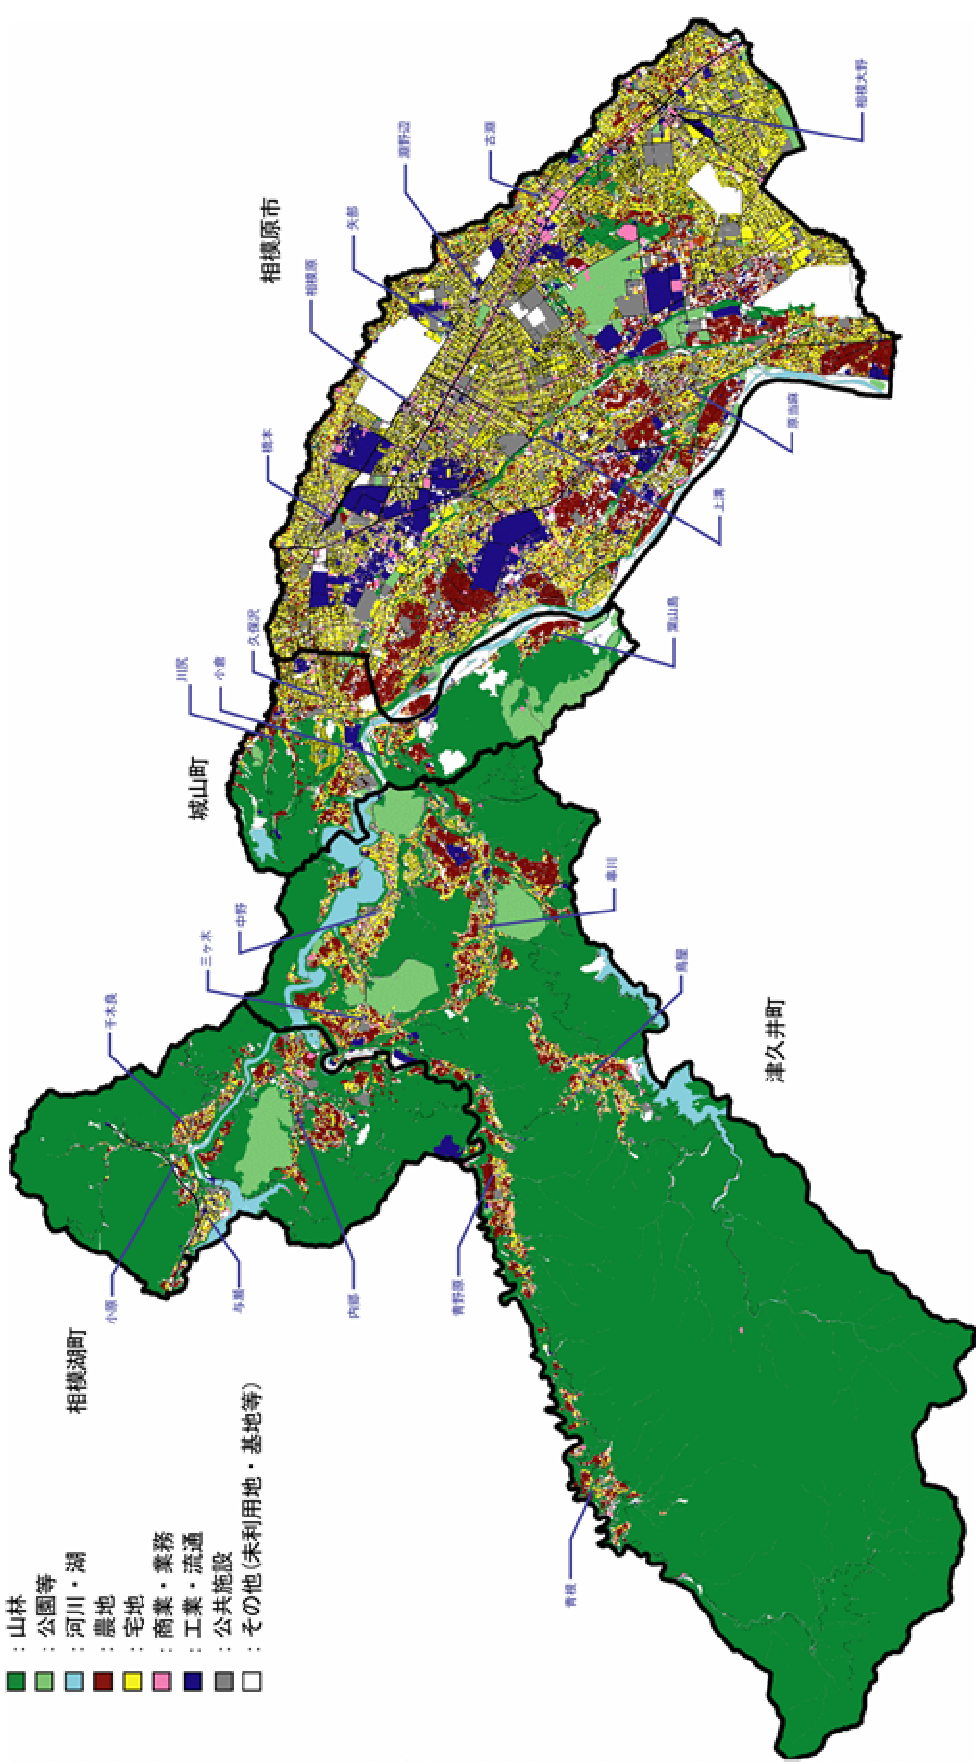 相模原市
城山町
津久井町
相模湖町
相模大野
古淵
淵野辺
矢部
相模原
橋本
原当麻
上溝
葉山島
久保沢
小倉
川尻
中野
三ケ木
串川
鳥屋
千木良
小原
与瀬
内郷
青野原
青根
：山林
：公園等
：河川・湖
：農地
：宅地
：商業・業務
：工業・流通
：公共施設
：その他(未利用地・基地等)